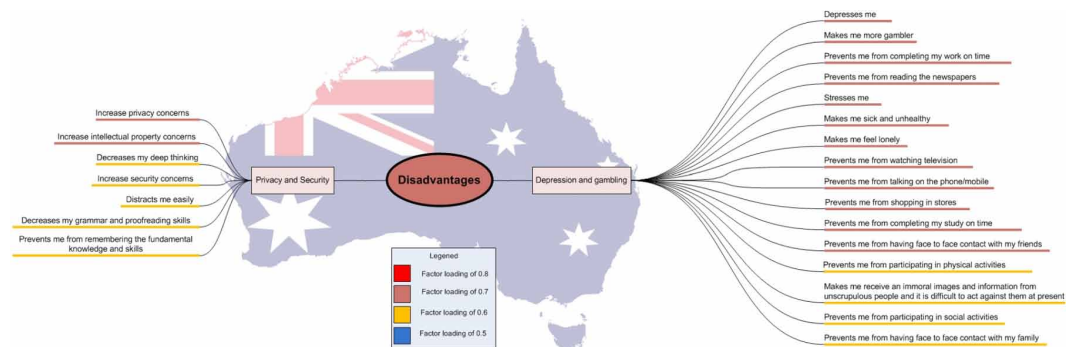 Increase privacy concerns
Increase intellectual property concerns
Decreases my deep thinking
Increase security concerns
Distracts me easily
Decreases my grammar and proofreading skills
Prevents me from remembering the fundamental
knowledge and skills
Privacy and Security
Disadvantages
Depression and gambling
Legened
Factor loading of 0.8
Factor loading of 0.7
Factor loading of 0.6
Factor loading of 0.5
Depresses me
Makes me more gambler
Prevents me from completing my work on time
Prevents me from reading the newspapers
Stresses me
Makes me sick and unhealthy
Makes me feel lonely
Prevents me from watching television
Prevents me from talking on the phone/mobile
Prevents me from shopping in stores
Prevents me from completing my study on time
Prevents me from having face to face contact with my friends
Prevents me from participating in physical activities
Makes me receive an immoral images and information from
unscrupulous people and it is difficult to act against them at present
Prevents me from participating in social activities
Prevents me from having face to face contact with my family